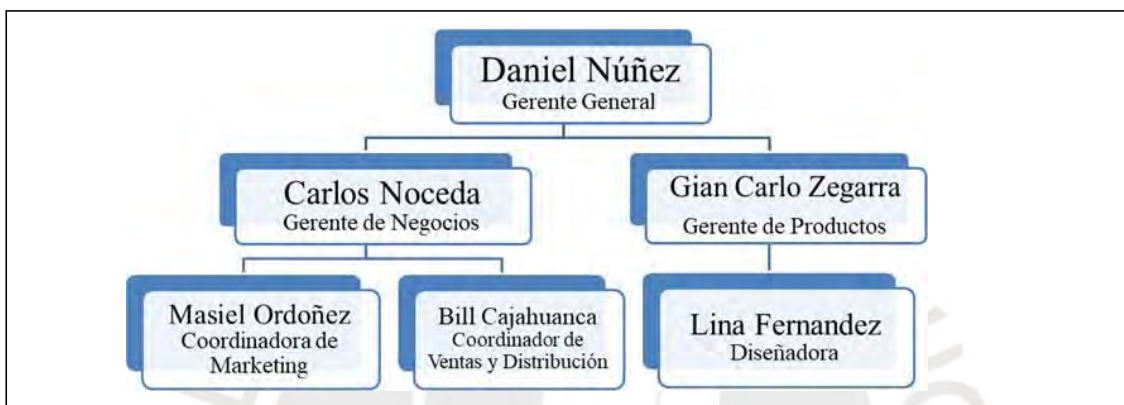 Daniel Núñez
Gerente General
Carlos Noceda
Gerente de Negocios
Gian Carlo Zegarra
Gerente de Productos
Masiel Ordoñez
Coordinadora de
Marketing
Bill Cajahuanca
Coordinador de
Ventas y Distribución
Lina Fernandez
Diseñadora